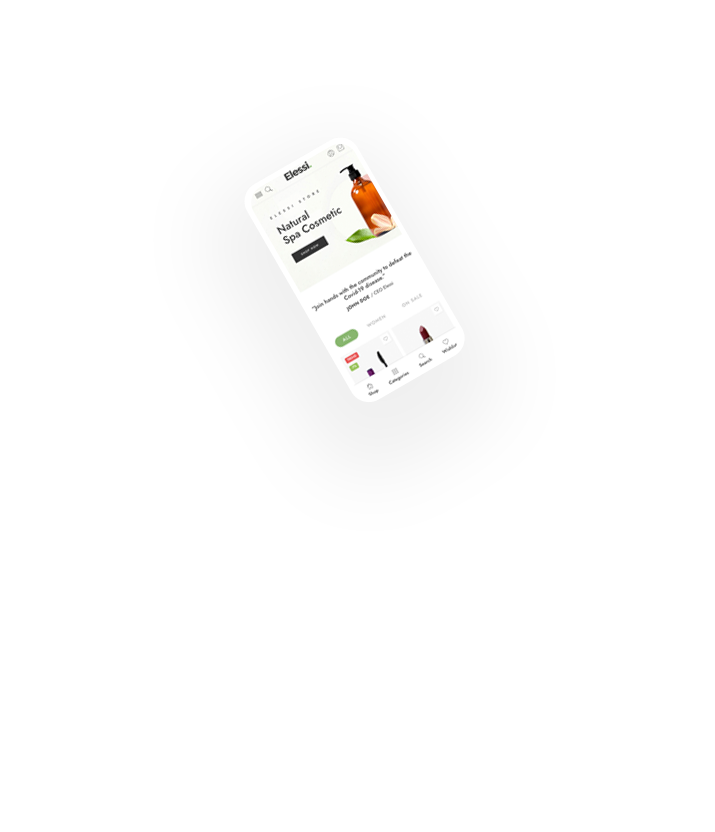 Elessi.
ELESSI STORE
Natural
Spa Cosmetic
SHOP NOW
"Join hands with the community to defeat the
Covid-19 disease."
JOHN DOE / CEO Elessi
ALL
WOMEN
ON SALE
Shop
Categories
Search
Wishlist